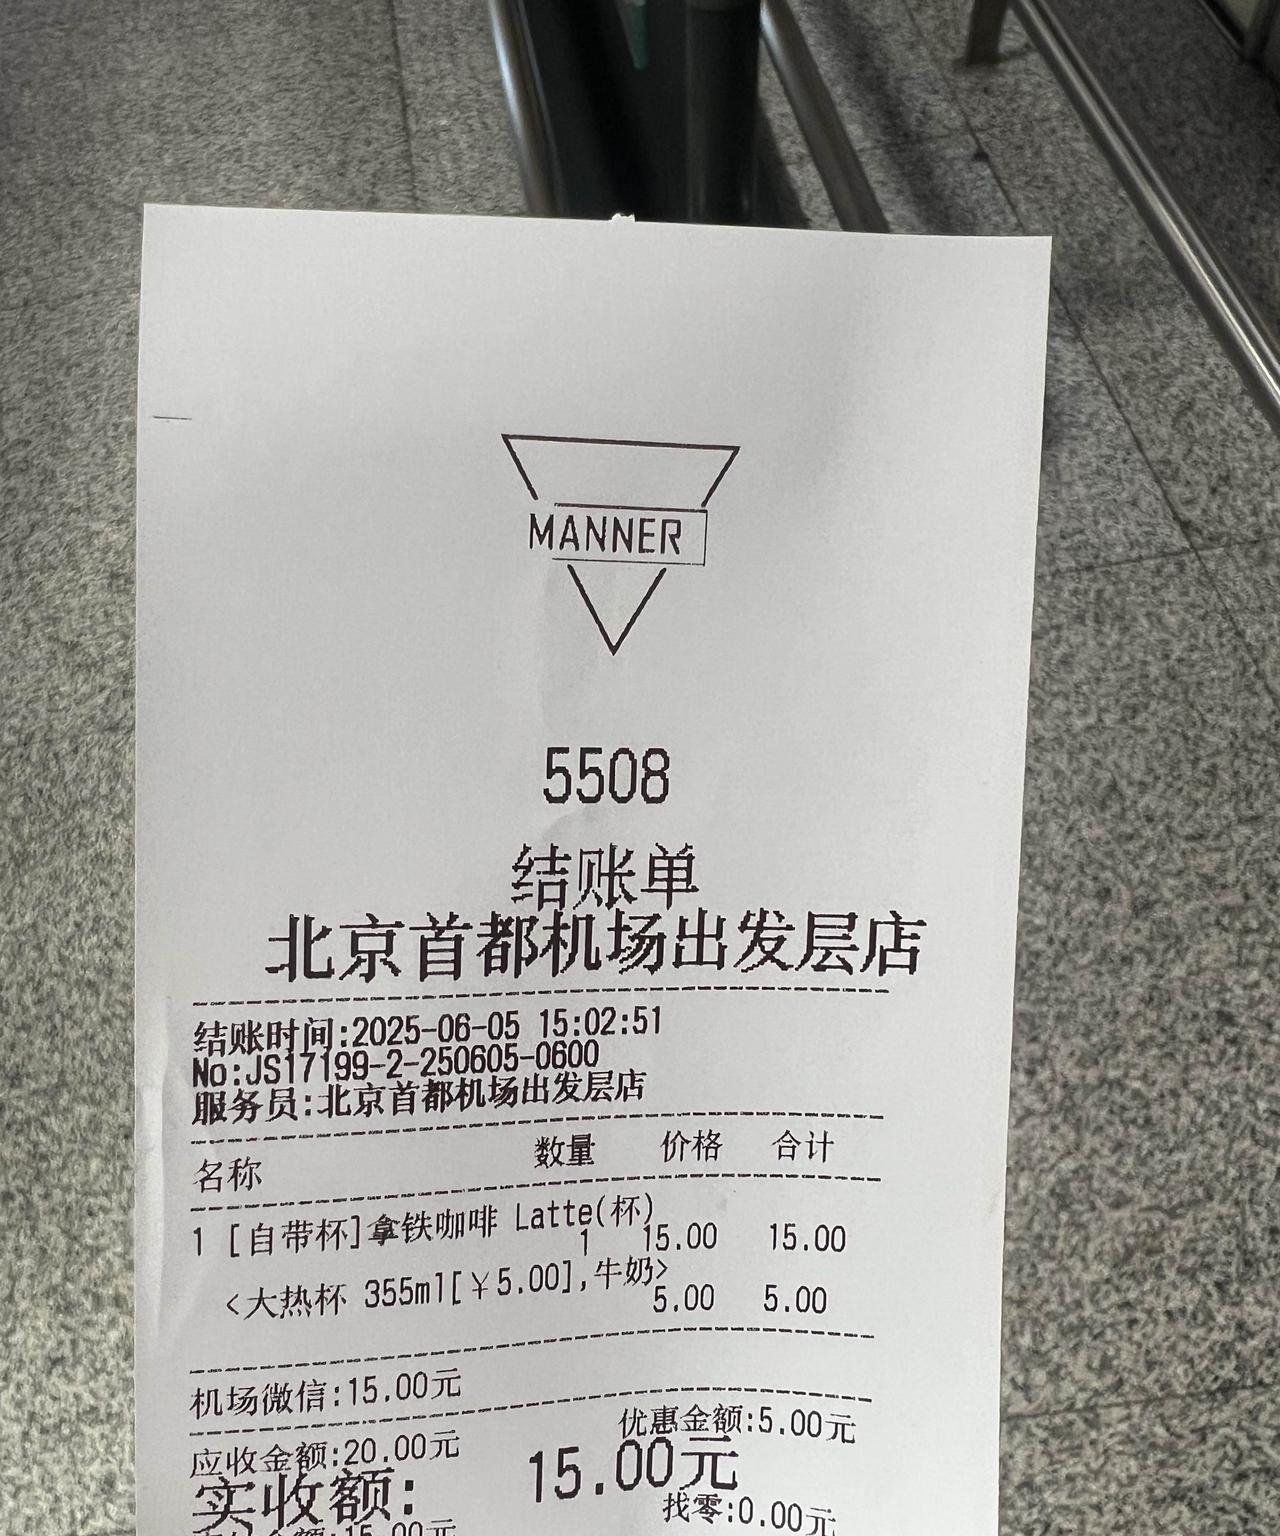 MANNER
5508
结账单
北京首都机场出发层店
结账时间:2025-06-05 15:02:51
No:JS17199-2-250605-0600
服务员:北京首都机场出发层店
名称 数量 价格 合计
1 [自带杯]拿铁咖啡 Latte(杯)
1 15.00 15.00
<大热杯 355ml[￥5.00],牛奶>
5.00 5.00
机场微信:15.00元
优惠金额:5.00元
应收金额:20.00元
实收额: 15.00元
找零:0.00元
金额:15.00元